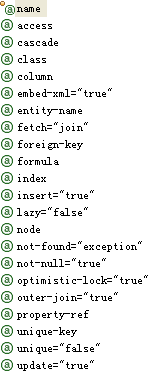 name
access
cascade
class
column
embed-xml="true"
entity-name
fetch="join"
foreign-key
formula
index
insert="true"
lazy="false"
node
not-found="exception"
not-null="true"
optimistic-lock="true"
outer-join="true"
property-ref
unique-key
unique="false"
update="true"